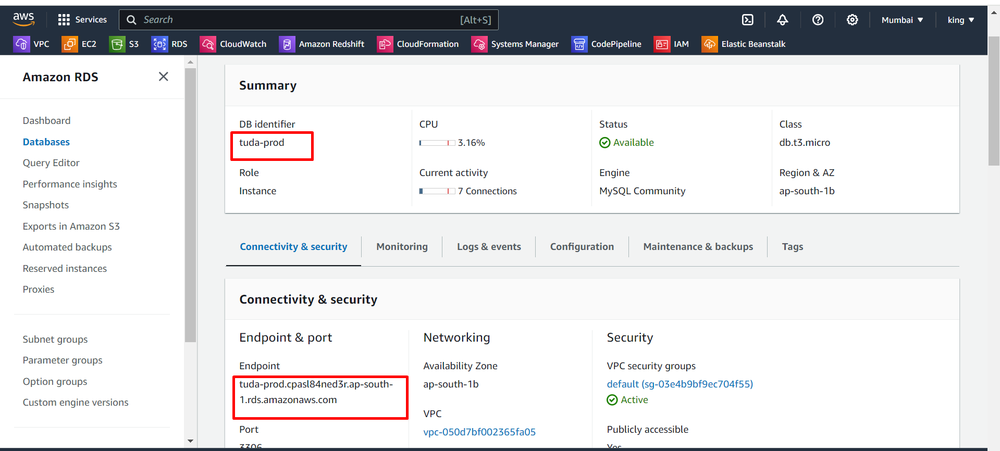 aws
Services
Search
[Alt+S]
Mumbai
king
VPC
EC2
S3
RDS
CloudWatch
Amazon Redshift
CloudFormation
Systems Manager
CodePipeline
IAM
Elastic Beanstalk
Amazon RDS
Dashboard
Databases
Query Editor
Performance insights
Snapshots
Exports in Amazon S3
Automated backups
Reserved instances
Proxies
Subnet groups
Parameter groups
Option groups
Custom engine versions
Summary
DB identifier
tuda-prod
Role
Instance
CPU
3.16%
Current activity
7 Connections
Status
Available
Engine
MySQL Community
Class
db.t3.micro
Region & AZ
ap-south-1b
Connectivity & security
Monitoring
Logs & events
Configuration
Maintenance & backups
Tags
Connectivity & security
Endpoint & port
Endpoint
tuda-prod.cpasl84ned3r.ap-south-
1.rds.amazonaws.com
Port
3306
Networking
Availability Zone
ap-south-1b
VPC
vpc-050d7bf002365fa05
Security
VPC security groups
default (sg-03e4b9bf9ec704f55)
Active
Publicly accessible
Yes